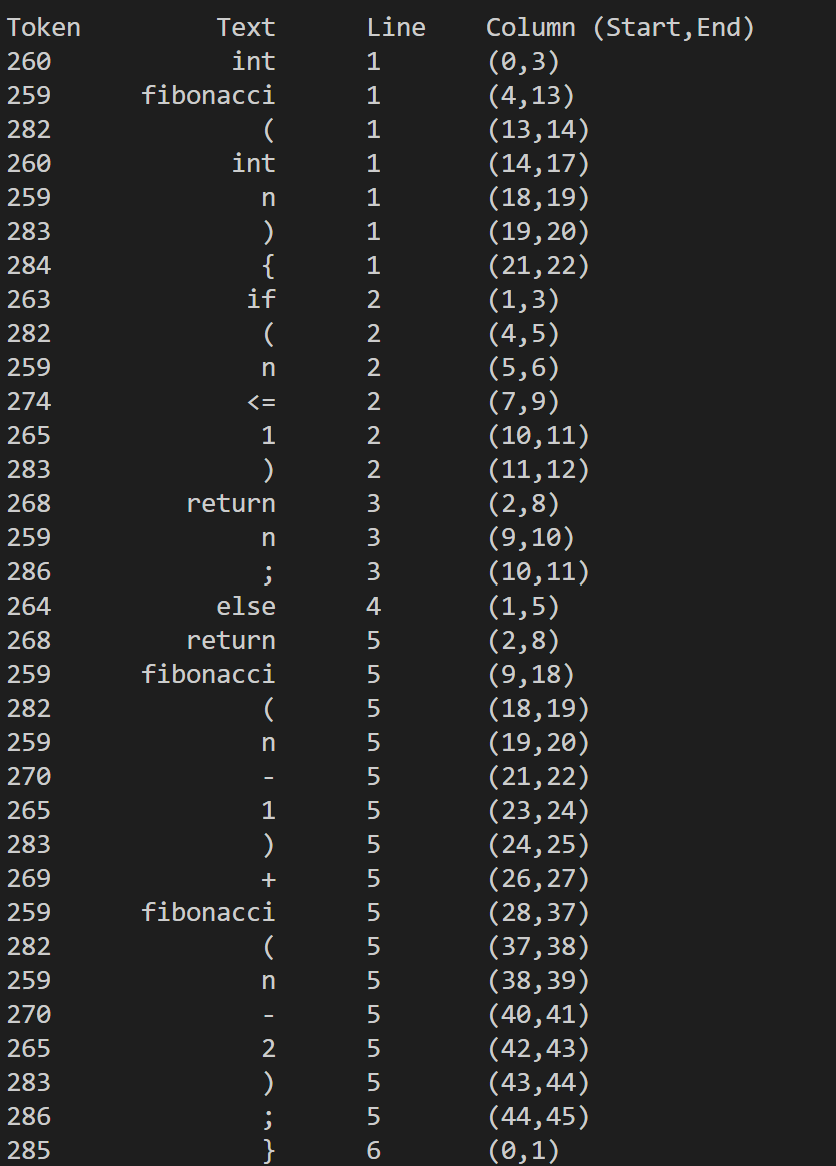 Token Text Line Column (Start,End)
260 int 1 (0,3)
259 fibonacci 1 (4,13)
282 ( 1 (13,14)
260 int 1 (14,17)
259 n 1 (18,19)
283 ) 1 (19,20)
284 { 1 (21,22)
263 if 2 (1,3)
282 ( 2 (4,5)
259 n 2 (5,6)
274 <= 2 (7,9)
265 1 2 (10,11)
283 ) 2 (11,12)
268 return 3 (2,8)
259 n 3 (9,10)
286 ; 3 (10,11)
264 else 4 (1,5)
268 return 5 (2,8)
259 fibonacci 5 (9,18)
282 ( 5 (18,19)
259 n 5 (19,20)
270 - 5 (21,22)
265 1 5 (23,24)
283 ) 5 (24,25)
269 + 5 (26,27)
259 fibonacci 5 (28,37)
282 ( 5 (37,38)
259 n 5 (38,39)
270 - 5 (40,41)
265 2 5 (42,43)
283 ) 5 (43,44)
286 ; 5 (44,45)
285 } 6 (0,1)